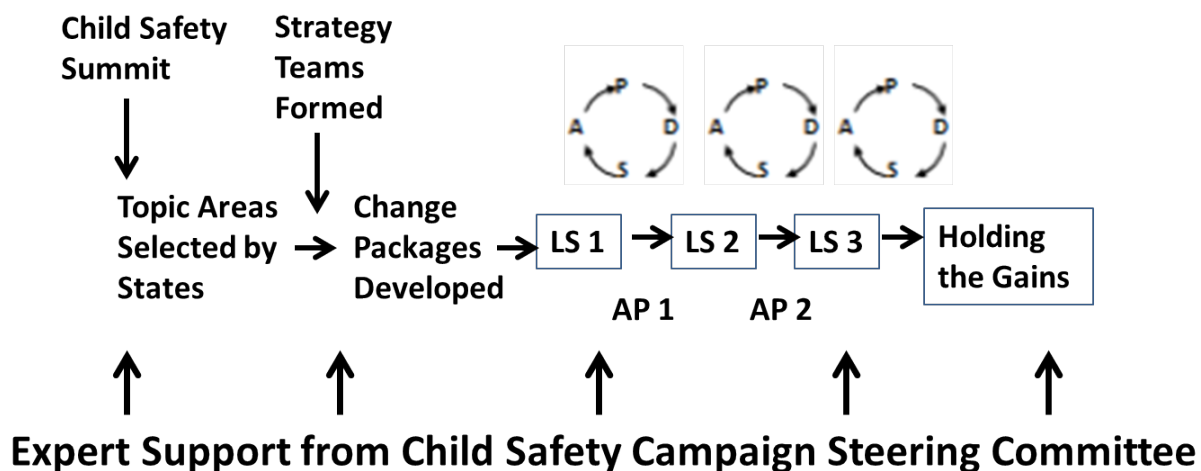 Child Safety
Summit
Strategy
Teams
Formed
P
A
D
S
P
A
D
S
P
A
D
S
Topic Areas
Selected by
States
Change
Packages
Developed
LS 1
LS 2
LS 3
Holding
the Gains
AP 1
AP 2
Expert Support from Child Safety Campaign Steering Committee